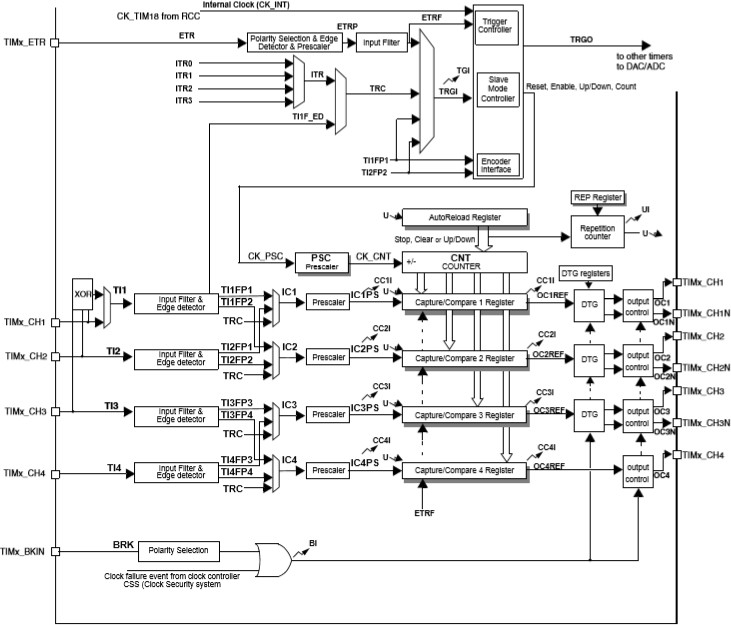 Internal Clock (CK_INT)
CK_TIM18 from RCC
ETRF
Trigger
Controller
TRGO
to other timers
to DAC/ADC
TIMx_ETR
ETR
Polarity Selection & Edge
Detector & Prescaler
ETRP
Input Filter
ITR0
ITR1
ITR2
ITR3
ITR
TRC
TI1F_ED
TGI
TRGI
Slave
Mode
Controller
Reset, Enable, Up/Down, Count
TI1FP1
TI2FP2
Encoder
Interface
REP Register
UI
U
AutoReload Register
Repetition
counter
U
Stop, Clear or Up/Down
CK_PSC
PSC
Prescaler
CK_CNT
+/-
CNT
COUNTER
DTG registers
XOR
TI1
Input Filter &
Edge detector
TI1FP1
TI1FP2
TRC
IC1
Prescaler
CC1I
U
IC1PS
Capture/Compare 1 Register
CC1I
OC1REF
DTG
output
control
OC1
OC1N
TIMx_CH1
TIMx_CH1N
TIMx_CH1
TIMx_CH2
TI2
Input Filter &
Edge detector
TI2FP1
TI2FP2
TRC
IC2
Prescaler
CC2I
U
IC2PS
Capture/Compare 2 Register
CC2I
OC2REF
DTG
output
control
OC2
OC2N
TIMx_CH2
TIMx_CH2N
TIMx_CH3
TI3
Input Filter &
Edge detector
TI3FP3
TI3FP4
TRC
IC3
Prescaler
CC3I
U
IC3PS
Capture/Compare 3 Register
CC3I
OC3REF
DTG
output
control
OC3
OC3N
TIMx_CH3
TIMx_CH3N
TIMx_CH4
TI4
Input Filter &
Edge detector
TI4FP3
TI4FP4
TRC
IC4
Prescaler
CC4I
U
IC4PS
Capture/Compare 4 Register
CC4I
OC4REF
output
control
OC4
TIMx_CH4
ETRF
TIMx_BKIN
BRK
Polarity Selection
BI
Clock failure event from clock controller
CSS (Clock Security system